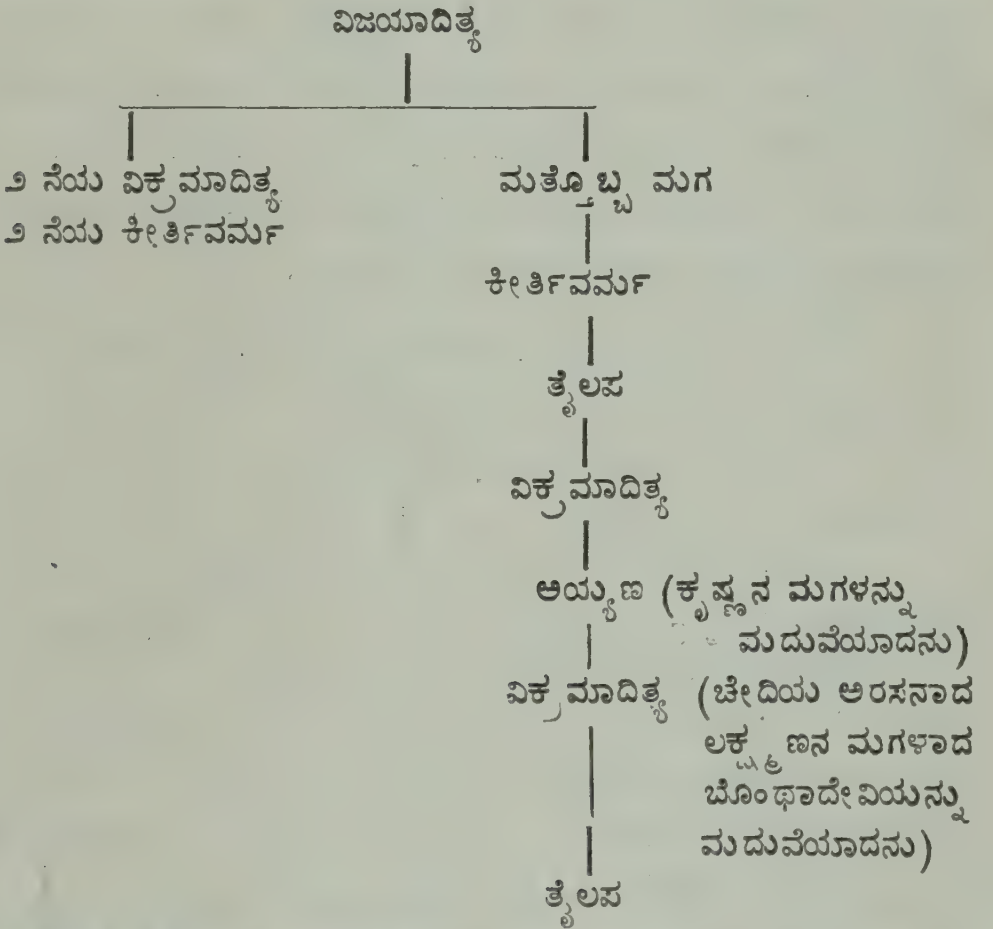 ವಿಜಯಾದಿತ್ಯ
೨ ನೆಯ ವಿಕ್ರಮಾದಿತ್ಯ
೨ ನೆಯ ಕೀರ್ತಿವರ್ಮ
ಮತ್ತೊಬ್ಬ ಮಗ
ಕೀರ್ತಿವರ್ಮ
ತೈಲಪ
ವಿಕ್ರಮಾದಿತ್ಯ
ಅಯ್ಯಣ (ಕೃಷ್ಣನ ಮಗಳನ್ನು
ಮದುವೆಯಾದನು)
ವಿಕ್ರಮಾದಿತ್ಯ (ಚೇದಿಯ ಅರಸನಾದ
ಲಕ್ಷ್ಮಣನ ಮಗಳಾದ
ಬೊಂಥಾದೇವಿಯನ್ನು
ಮದುವೆಯಾದನು)
ತೈಲಪ